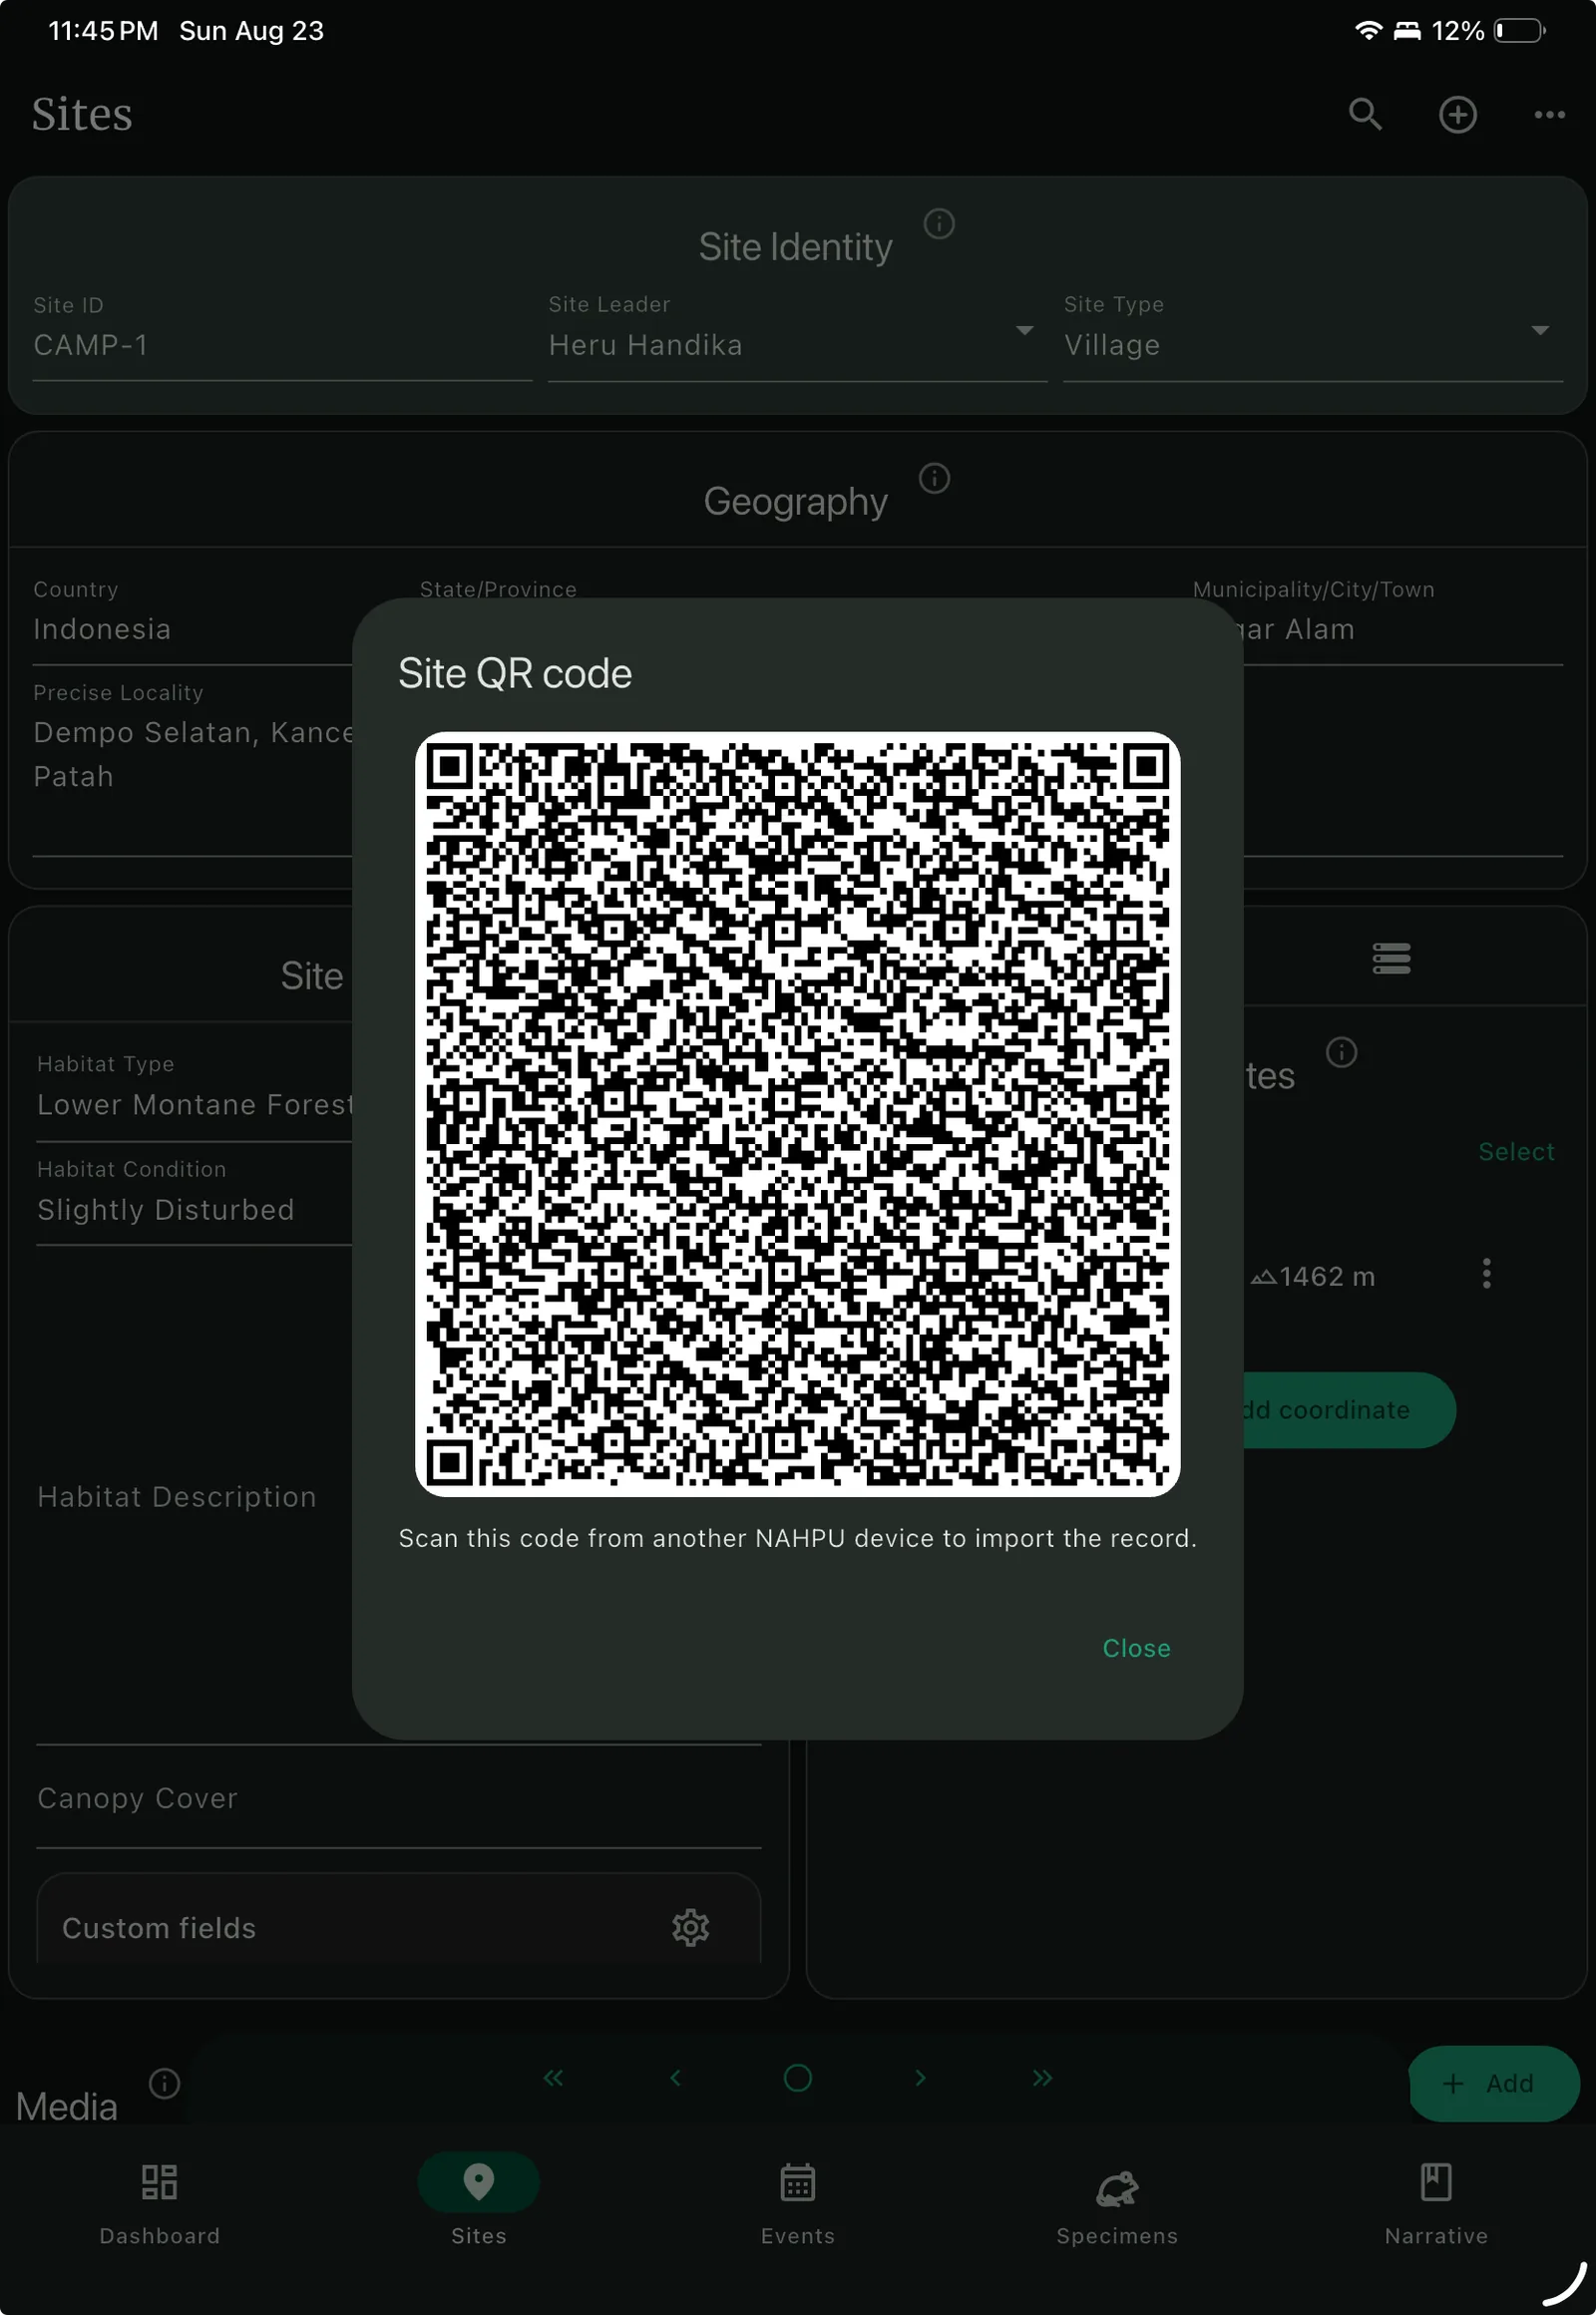 11:45 PM Sun Aug 23
12%
Sites
Site Identity
Site ID
Site Leader
Site Type
CAMP-1
Heru Handika
Village
Geography
Country
State/Province
Municipality/City/Town
Indonesia
Alam
Precise Locality
Dempo Selatan,
Patah
Site QR code
Site
Habitat Type
Lower Montane Forest
Select
Habitat Condition
Slightly Disturbed
1462 m
coordinate
Habitat Description
Scan this code from another NAHPU device to import the record.
Close
Canopy Cover
Custom fields
Media
Add
Dashboard
Sites
Events
Specimens
Narrative